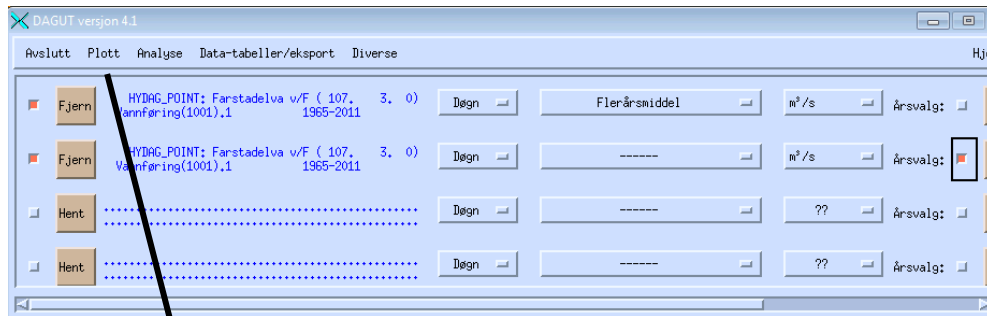 DAGUT versjon 4.1
Avslutt Plott Analyse Data-tabeller/eksport Diverse
Fjern HYDAG_POINT: Farstadelva v/F ( 107. 3. 0) Døgn Flerårsmiddel m³/s Årsvalg:
Vannføring(1001).1 1965-2011
Fjern HYDAG_POINT: Farstadelva v/F ( 107. 3. 0) Døgn ------ m³/s Årsvalg:
Vannføring(1001).1 1965-2011
Hent Døgn ------ ?? Årsvalg:
Hent Døgn ------ ?? Årsvalg: